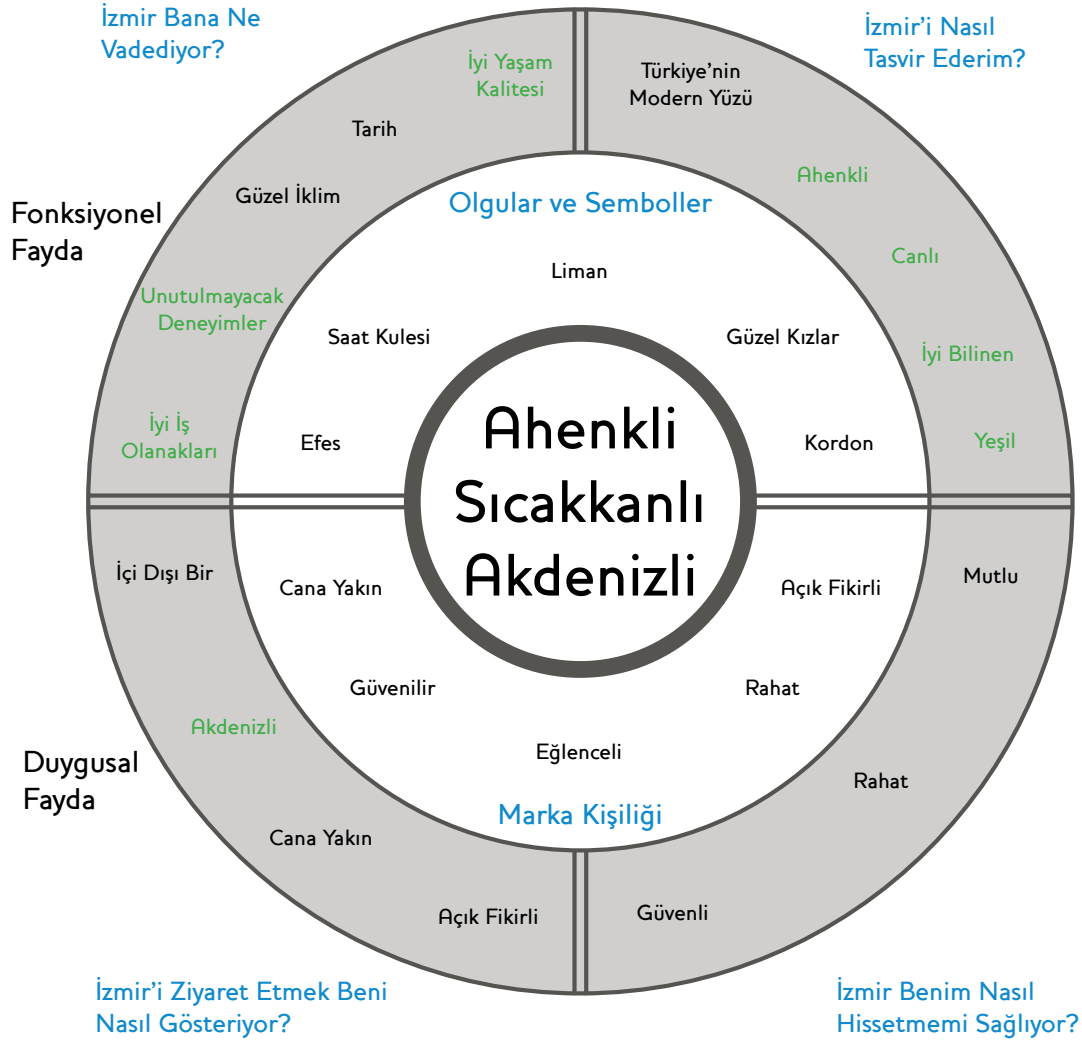 İzmir Bana Ne
Vadediyor?
İzmir'i Nasıl
Tasvir Ederim?
İyi Yaşam
Kalitesi
Tarih
Güzel İklim
Unutulmayacak
Deneyimler
İyi İş
Olanakları
Türkiye'nin
Modern Yüzü
Ahenkli
Canlı
İyi Bilinen
Yeşil
Fonksiyonel
Fayda
Olgular ve Semboller
Liman
Saat Kulesi
Güzel Kızlar
Efes
Kordon
Ahenkli
Sıcakkanlı
Akdenizli
Cana Yakın
Açık Fikirli
Güvenilir
Rahat
Eğlenceli
Marka Kişiliği
Duygusal
Fayda
İçi Dışı Bir
Akdenizli
Cana Yakın
Açık Fikirli
Mutlu
Rahat
Güvenli
İzmir'i Ziyaret Etmek Beni
Nasıl Gösteriyor?
İzmir Benim Nasıl
Hissetmemi Sağlıyor?